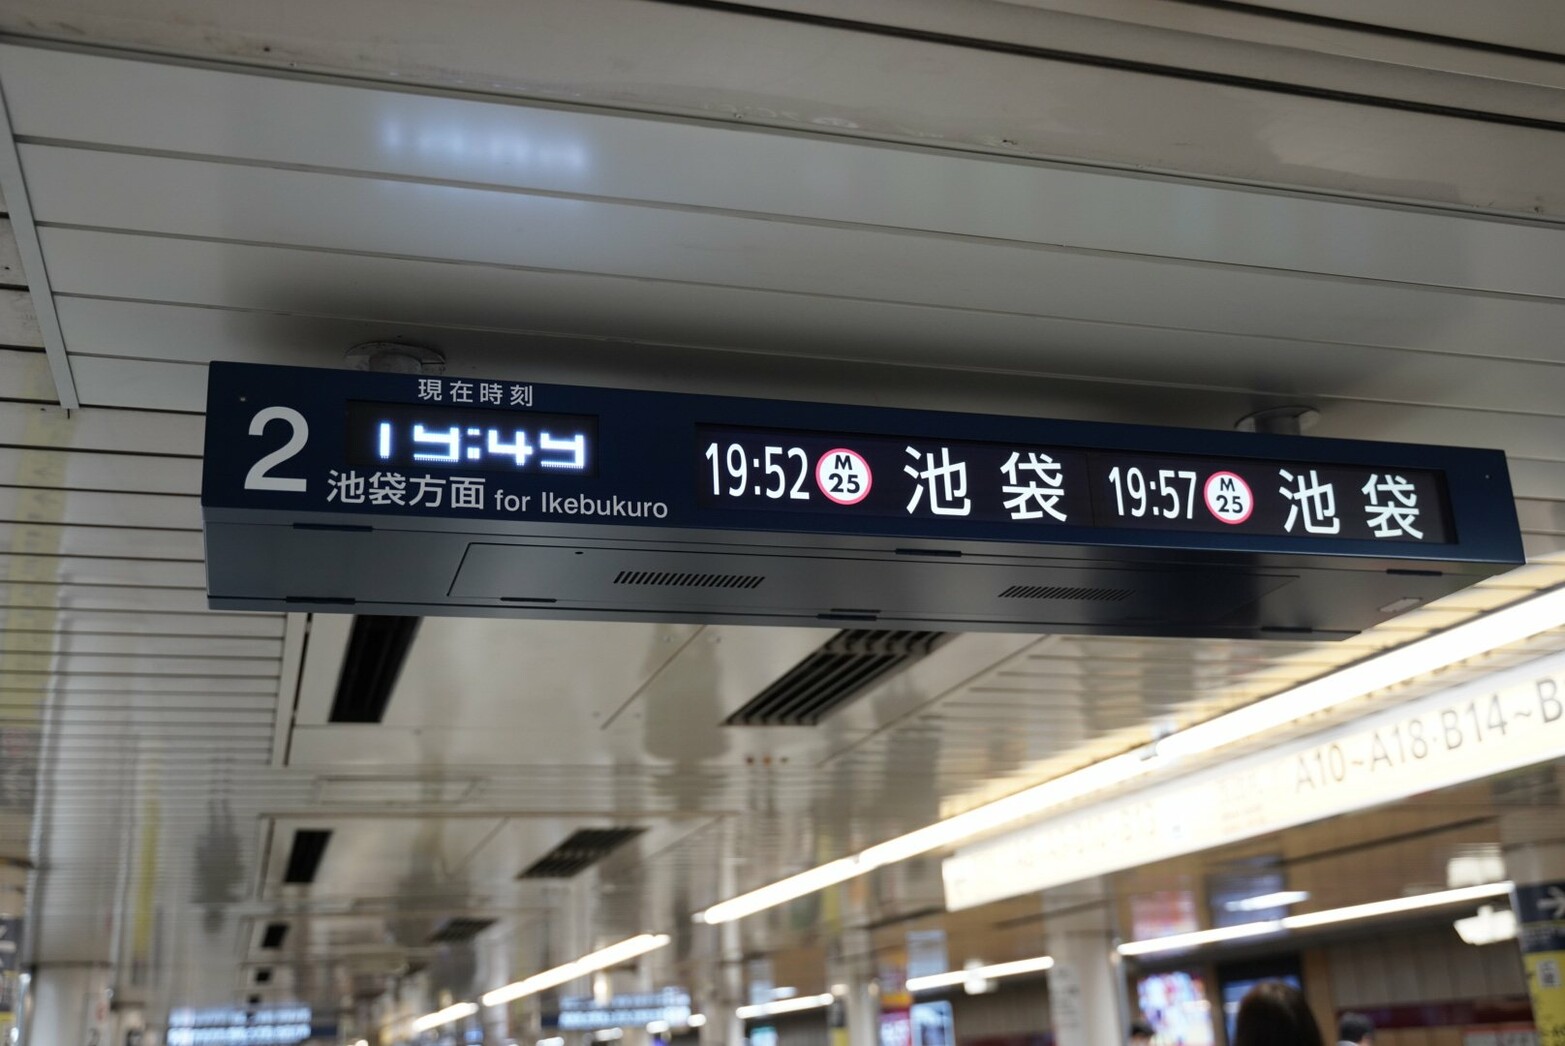 2
現在時刻
19:49
池袋方面 for Ikebukuro
19:52 M 25 池袋
19:57 M 25 池袋
A10~A18·B14~B